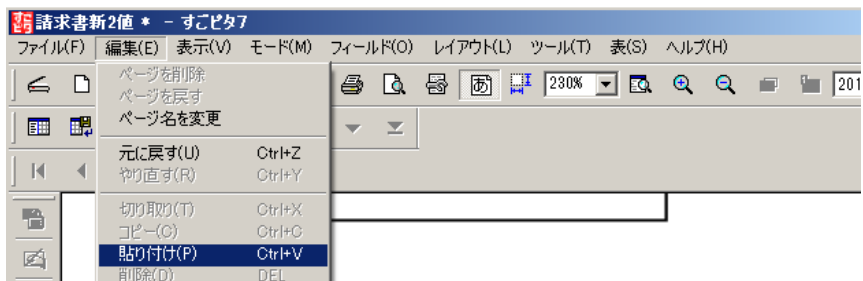 請求書新2値 * - すごピタ7
ファイル(F) 編集(E) 表示(V) モード(M) フィールド(O) レイアウト(L) ツール(T) 表(S) ヘルプ(H)
ページを削除
ページを戻す
ページ名を変更
元に戻す(U) Ctrl+Z
やり直す(R) Ctrl+Y
切り取り(T) Ctrl+X
コピー(C) Ctrl+C
貼り付け(P) Ctrl+V
削除(D) DEL
あ 230% 201